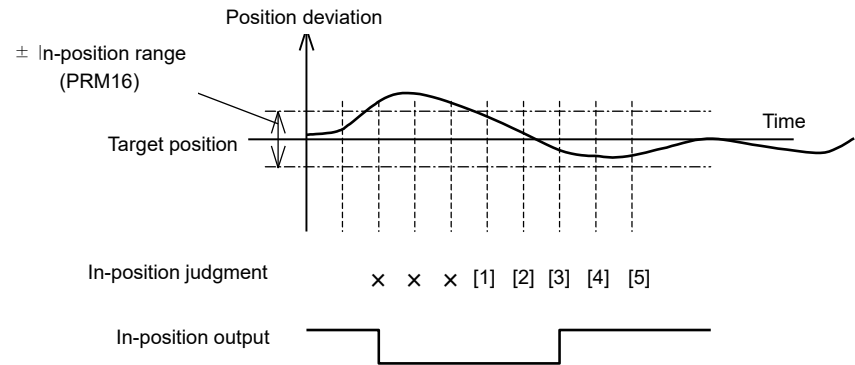 Position deviation
± In-position range
(PRM16)
Time
Target position
In-position judgment × × × [1] [2] [3] [4] [5]
In-position output